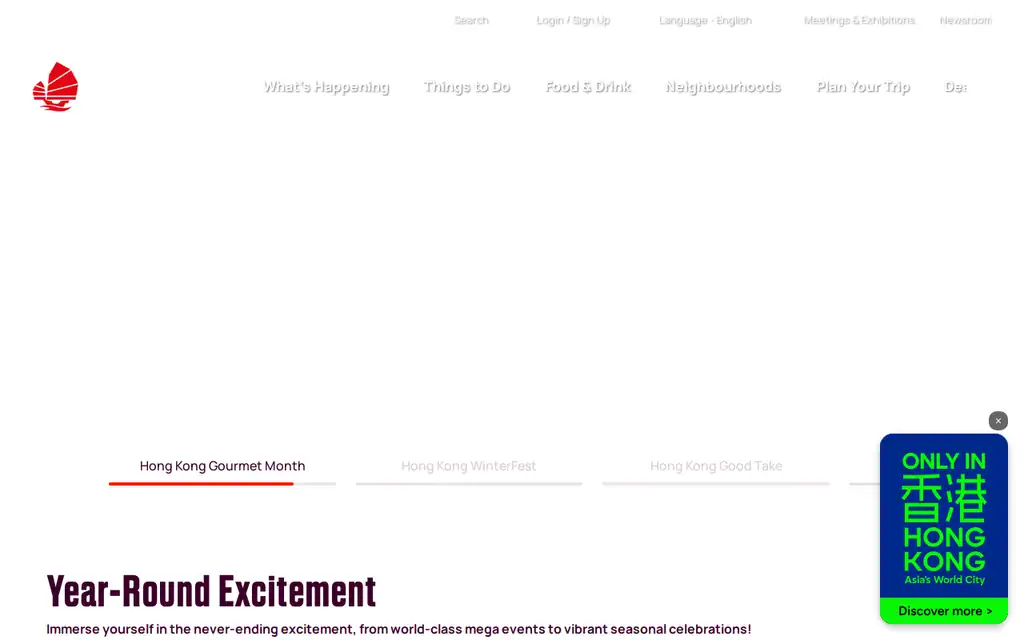 Search
Login / Sign Up
Language - English
Meetings & Exhibitions
Newsroom
What's Happening
Things to Do
Food & Drink
Neighbourhoods
Plan Your Trip
Hong Kong Gourmet Month
Hong Kong WinterFest
Hong Kong Good Take
ONLY IN
香港
HONG
KONG
Asia's World City
Discover more >
Year-Round Excitement
Immerse yourself in the never-ending excitement, from world-class mega events to vibrant seasonal celebrations!